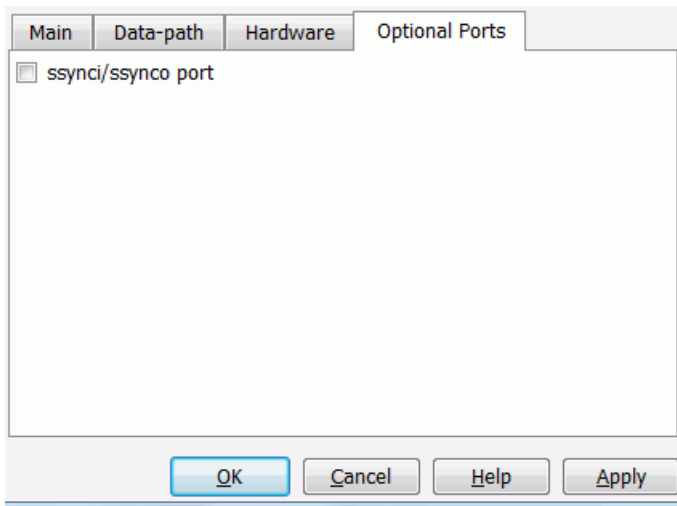 Main Data-path Hardware Optional Ports
ssynci/ssynco port
OK Cancel Help Apply